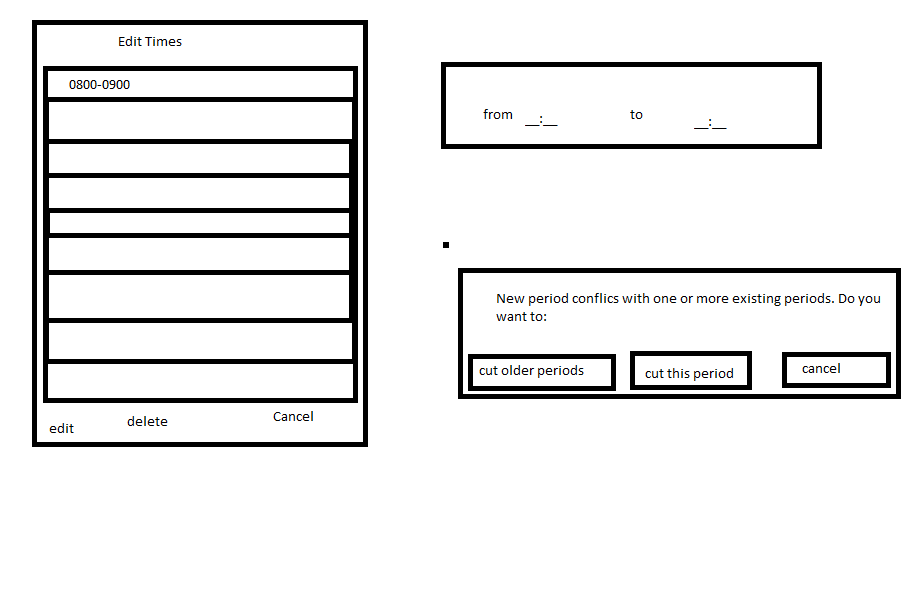 Edit Times
0800-0900
edit
delete
Cancel
from __:__ to __:__
New period conflics with one or more existing periods. Do you
want to:
cut older periods
cut this period
cancel